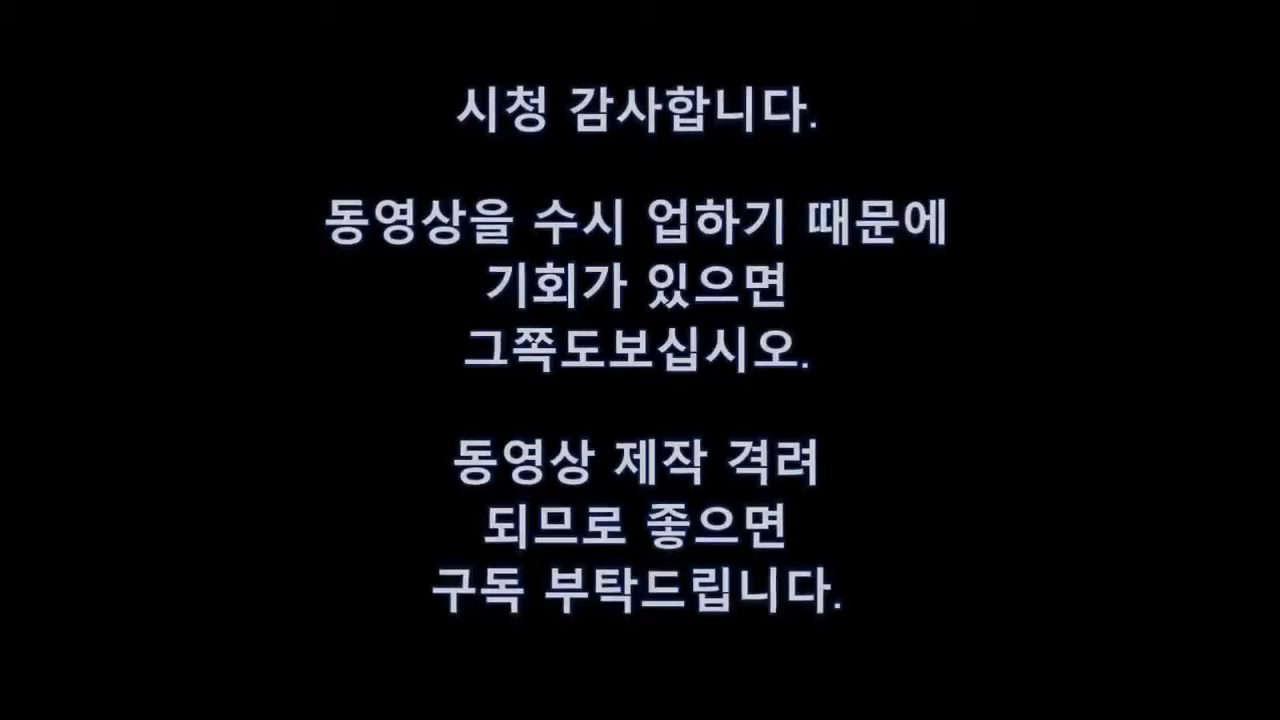 시청 감사합니다.
동영상을 수시 업하기 때문에
기회가 있으면
그쪽도보십시오.
동영상 제작 격려
되므로 좋으면
구독 부탁드립니다.